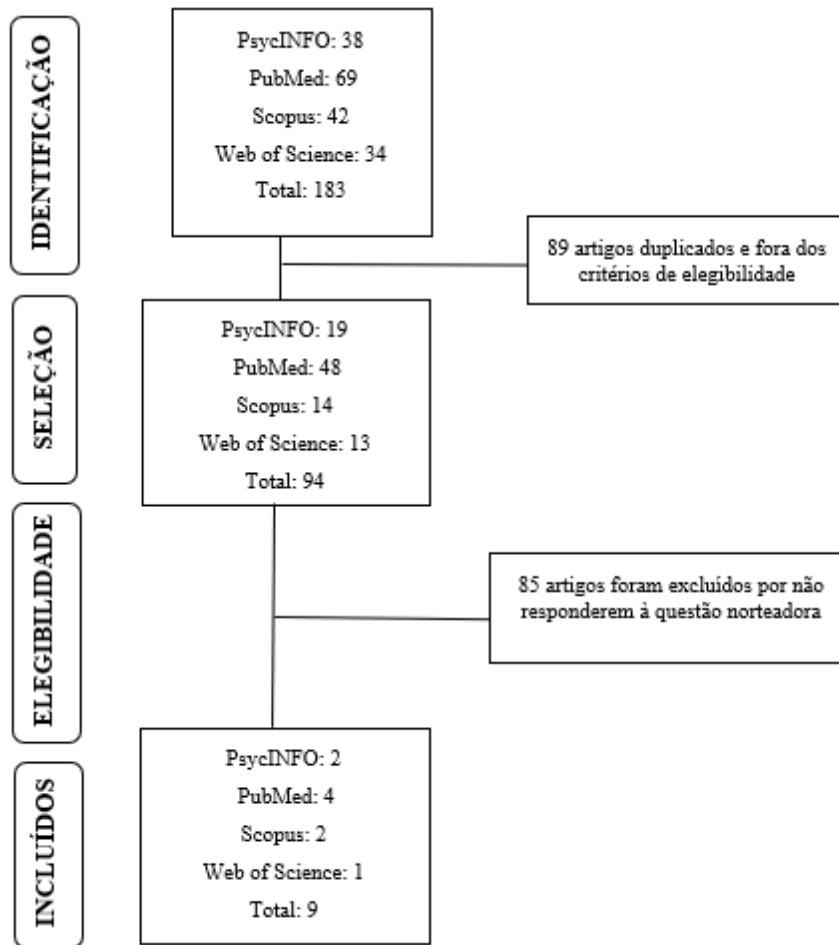 IDENTIFICAÇÃO
PsycINFO: 38
PubMed: 69
Scopus: 42
Web of Science: 34
Total: 183
89 artigos duplicados e fora dos
critérios de elegibilidade
SELEÇÃO
PsycINFO: 19
PubMed: 48
Scopus: 14
Web of Science: 13
Total: 94
ELEGIBILIDADE
85 artigos foram excluídos por não
responderem à questão norteadora
INCLUÍDOS
PsycINFO: 2
PubMed: 4
Scopus: 2
Web of Science: 1
Total: 9